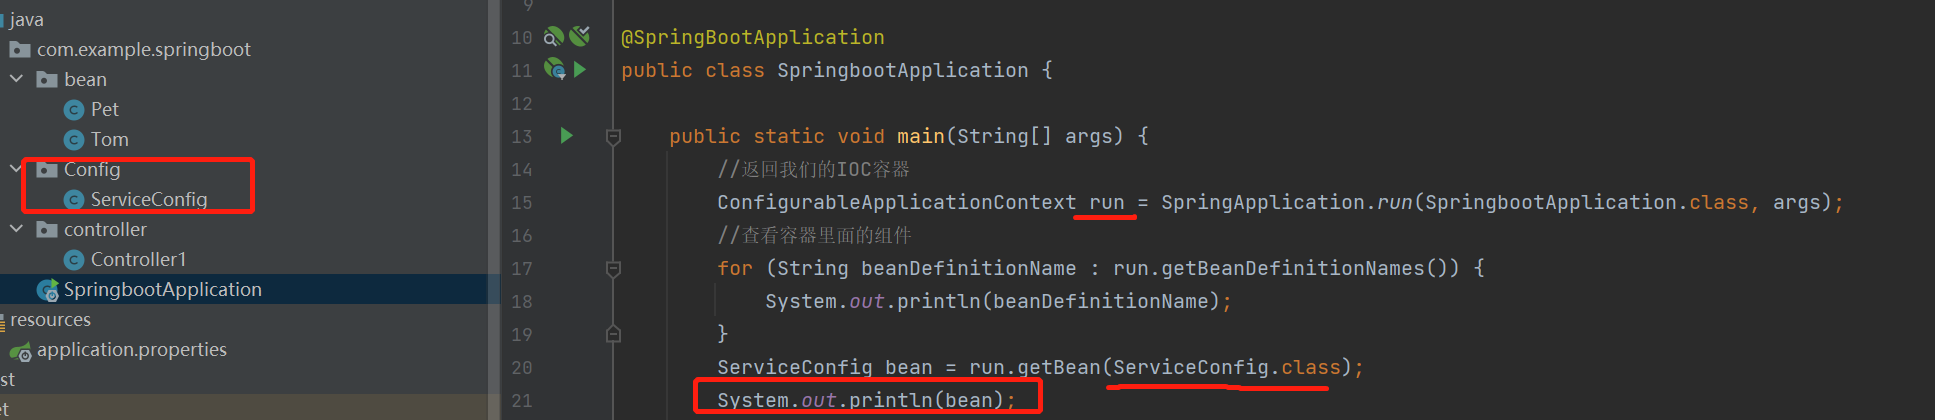 java
com.example.springboot
bean
Pet
Tom
Config
ServiceConfig
controller
Controller1
SpringbootApplication
resources
application.properties
st
et
9
10 @SpringBootApplication
11 public class SpringbootApplication {
12
13 public static void main(String[] args) {
14 //返回我们的IOC容器
15 ConfigurableApplicationContext run = SpringApplication.run(SpringbootApplication.class, args);
16 //查看容器里面的组件
17 for (String beanDefinitionName : run.getBeanDefinitionNames()) {
18 System.out.println(beanDefinitionName);
19 }
20 ServiceConfig bean = run.getBean(ServiceConfig.class);
21 System.out.println(bean);